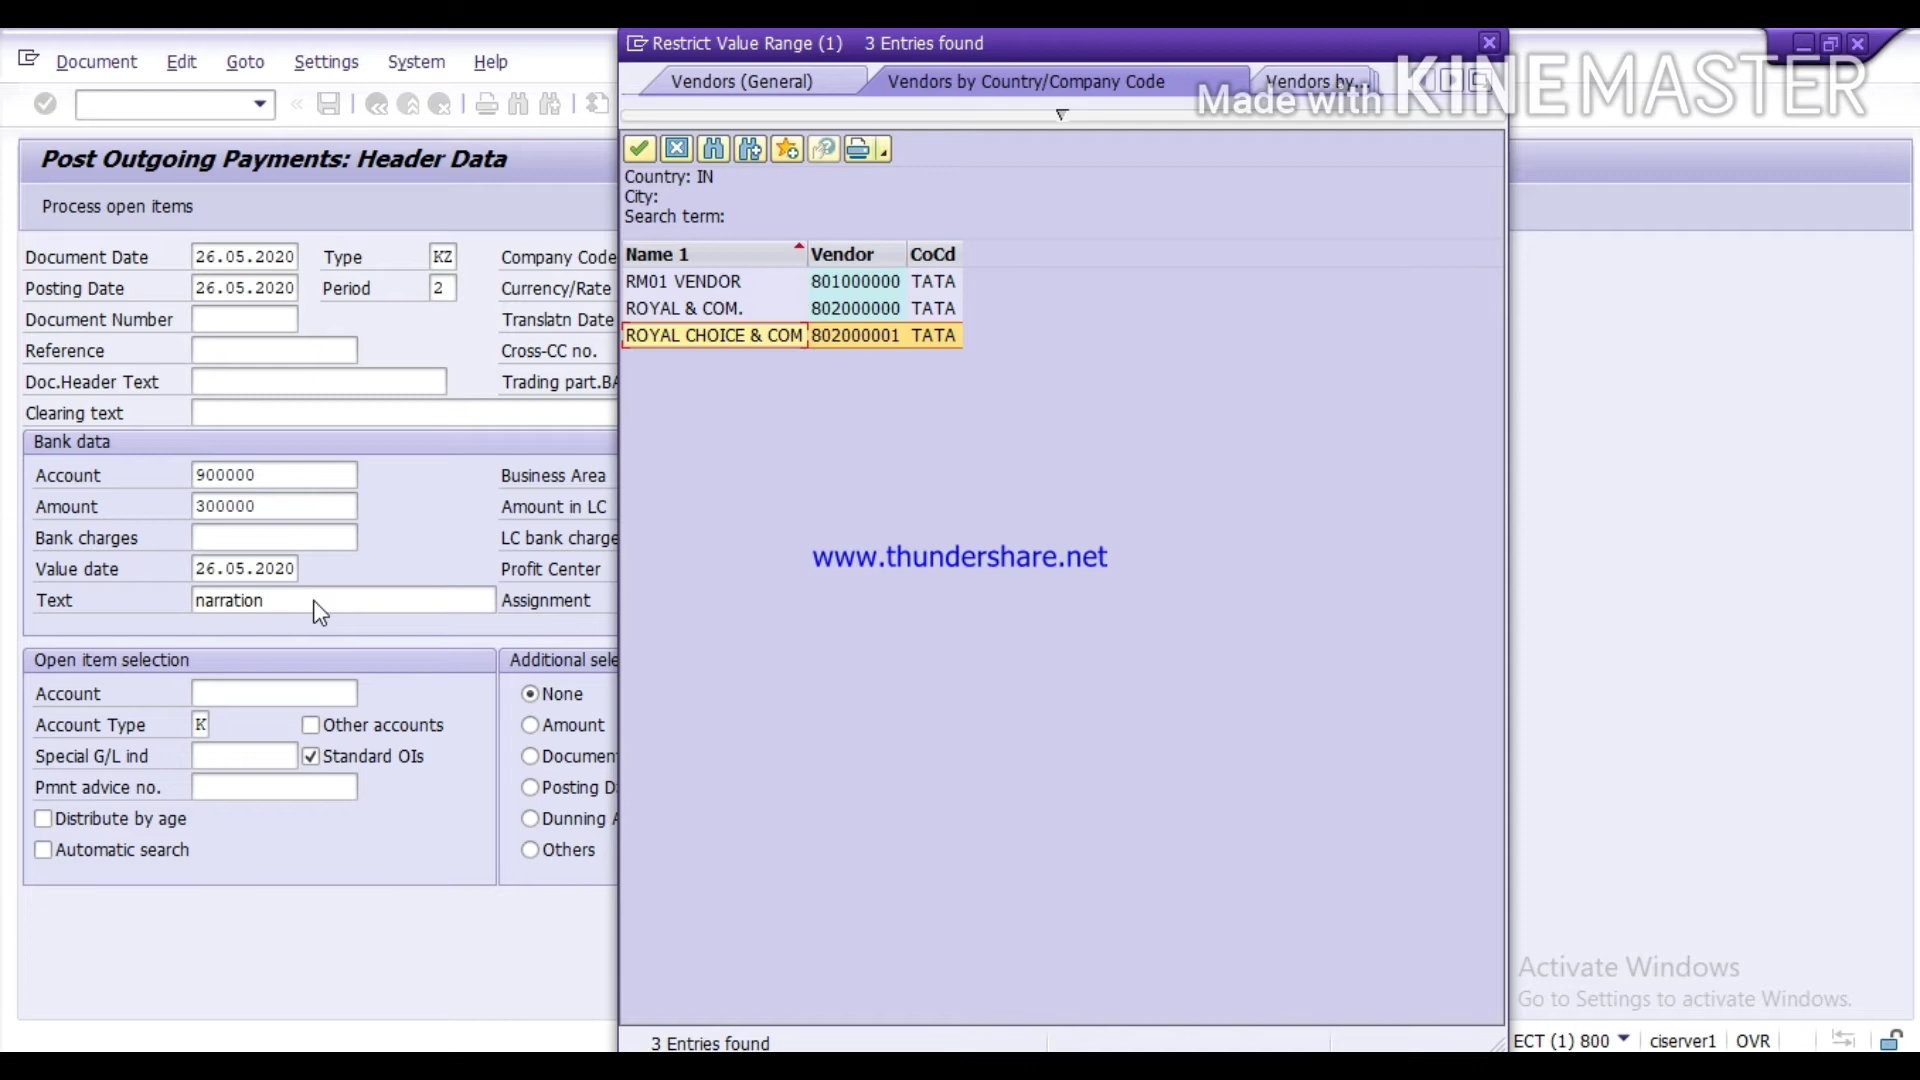 Document Edit Goto Settings System Help
Post Outgoing Payments: Header Data
Process open items
Document Date 26.05.2020 Type KZ Company Code
Posting Date 26.05.2020 Period 2 Currency/Rate
Document Number Translatn Date
Reference Cross-CC no.
Doc.Header Text Trading part.BA
Clearing text
Bank data
Account 900000 Business Area
Amount 300000 Amount in LC
Bank charges LC bank charge
Value date 26.05.2020 Profit Center
Text narration Assignment
Open item selection Additional sele
Account None
Account Type K Other accounts Amount
Special G/L ind Standard OIs Document
Pmnt advice no. Posting D
Distribute by age Dunning A
Automatic search Others
Restrict Value Range (1) 3 Entries found
Vendors (General) Vendors by Country/Company Code Vendors by...
Made with KINEMASTER
Country: IN
City:
Search term:
Name 1 Vendor CoCd
RM01 VENDOR 801000000 TATA
ROYAL & COM. 802000000 TATA
ROYAL CHOICE & COM 802000001 TATA
www.thundershare.net
3 Entries found
Activate Windows
Go to Settings to activate Windows.
ECT (1) 800 ciserver1 OVR